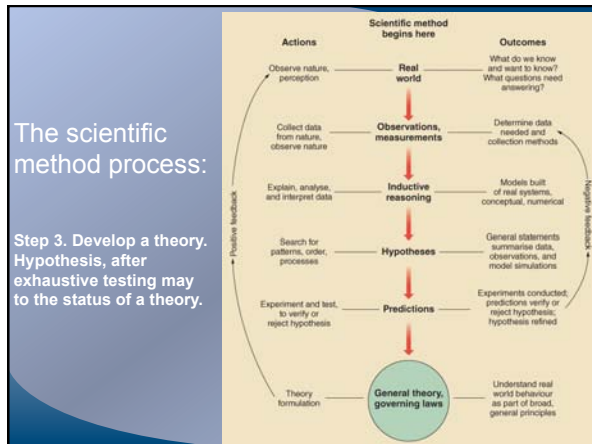 The scientific
method process:
Step 3. Develop a theory.
Hypothesis, after
exhaustive testing may
to the status of a theory.
Scientific method
begins here
Actions
Outcomes
Observe nature,
perception
Real
world
What do we know
and want to know?
What questions need
answering?
Collect data
from nature,
observe nature
Observations,
measurements
Determine data
needed and
collection methods
Explain, analyse,
and interpret data
Inductive
reasoning
Models built
of real systems,
conceptual, numerical
Search for
patterns, order,
processes
Hypotheses
General statements
summarise data,
observations, and
model simulations
Experiment and test,
to verify or
reject hypothesis
Predictions
Experiments conducted;
predictions verify or
reject hypothesis;
hypothesis refined
Theory
formulation
General theory,
governing laws
Understand real
world behaviour
as part of broad,
general principles
Positive feedback
Negative feedback